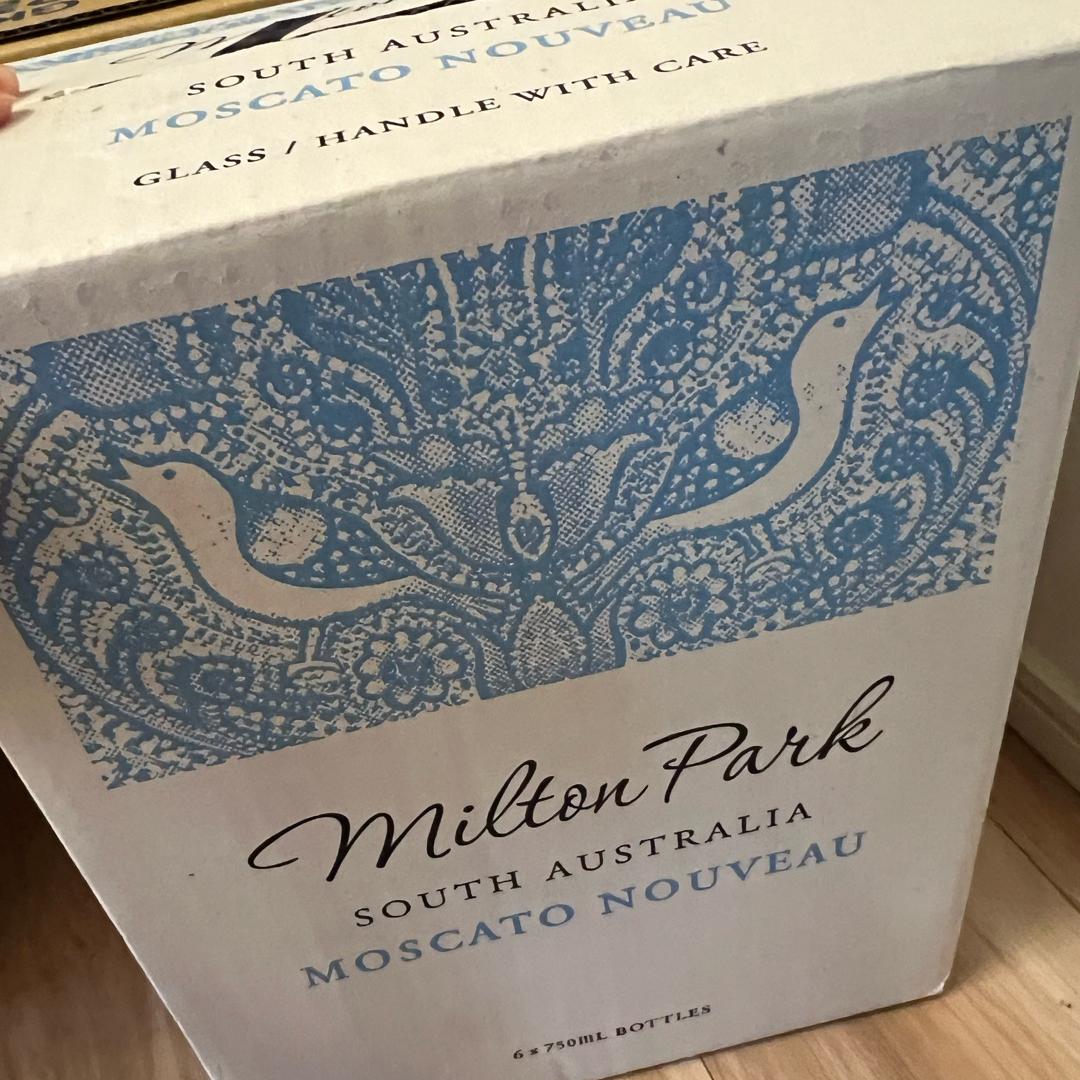 SOUTH AUSTRALIA
MOSCATO NOUVEAU
GLASS / HANDLE WITH CARE
Milton Park
SOUTH AUSTRALIA
MOSCATO NOUVEAU
6 x 750ML BOTTLES